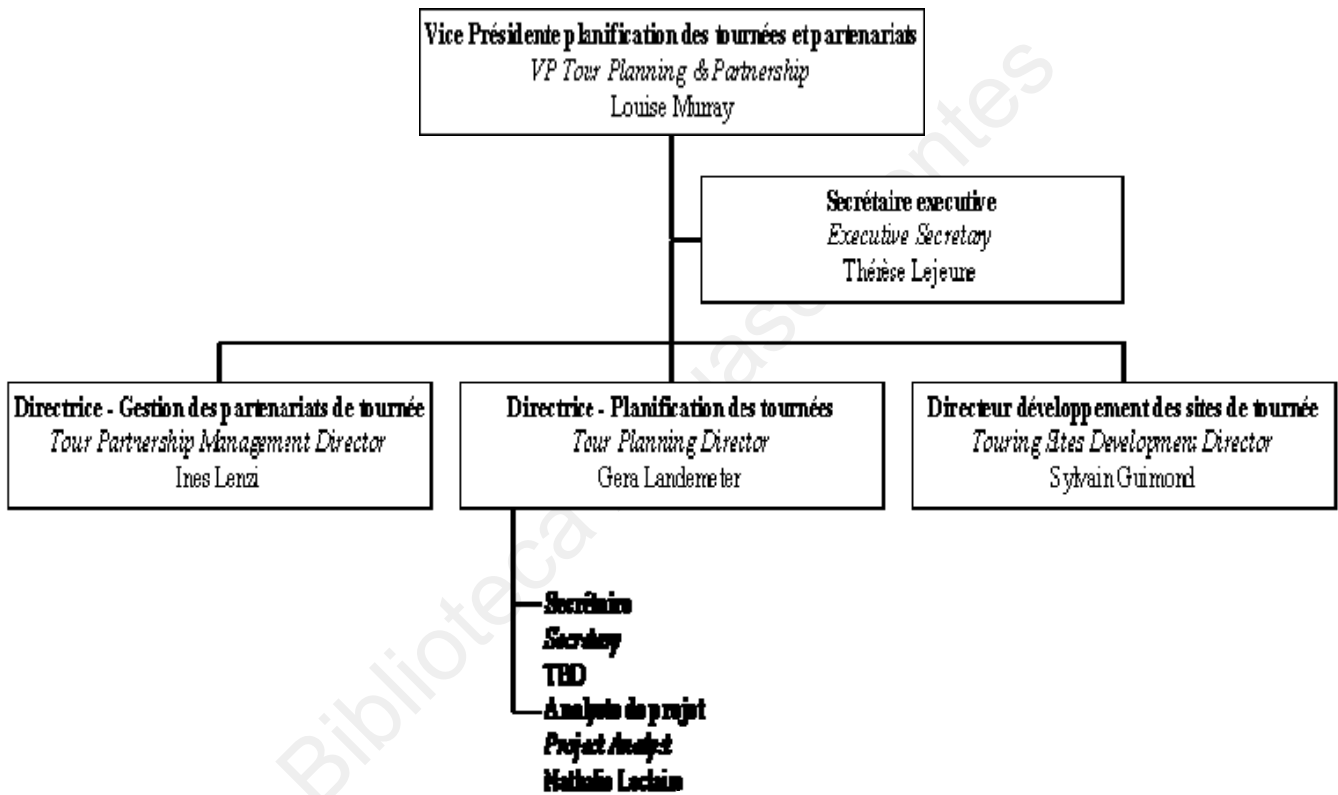 Vice Présidente planification des tournées et partenariats
VP Tour Planning & Partnership
Louise Murray
Secrétaire executive
Executive Secretary
Thérèse Lejeune
Directrice - Gestion des partenariats de tournée
Tour Partnership Management Director
Ines Lenzi
Directrice - Planification des tournées
Tour Planning Director
Gera Landemeter
Directeur développement des sites de tournée
Touring Sites Development Director
Sylvain Guimond
Secrétaire
Secretary
TBD
Analyste de projet
Project Analyst
Nathalie
Biblioteca